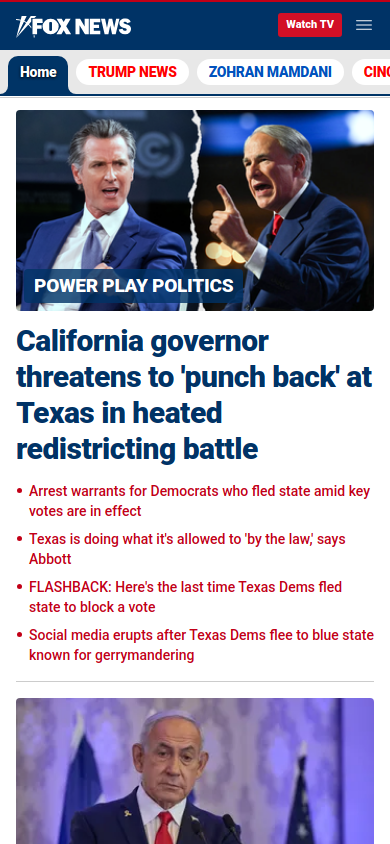 FOX NEWS
Watch TV
Home
TRUMP NEWS
ZOHRAN MAMDANI
POWER PLAY POLITICS
California governor
threatens to 'punch back' at
Texas in heated
redistricting battle
• Arrest warrants for Democrats who fled state amid key
votes are in effect
• Texas is doing what it's allowed to 'by the law,' says
Abbott
• FLASHBACK: Here's the last time Texas Dems fled
state to block a vote
• Social media erupts after Texas Dems flee to blue state
known for gerrymandering